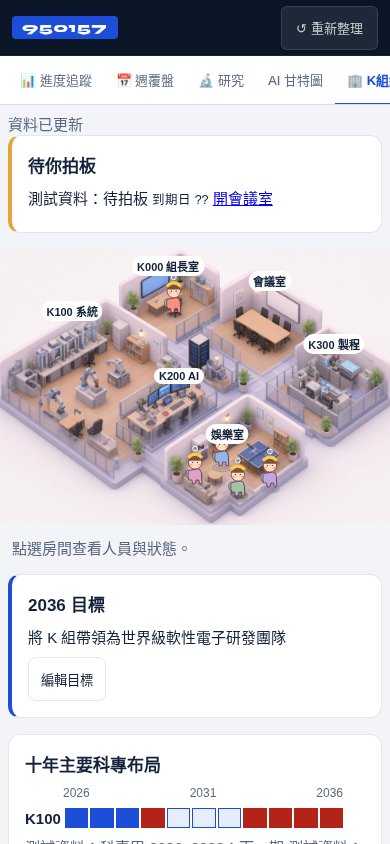 950157
↺ 重新整理
📊 進度追蹤 📅 週覆盤 🔬 研究 AI 甘特圖 🏢 K組
資料已更新
待你拍板
測試資料：待拍板 到期日 ?? 開會議室
K000 組長室
會議室
K100 系統
K300 製程
K200 AI
娛樂室
點選房間查看人員與狀態。
2036 目標
將 K 組帶領為世界級軟性電子研發團隊
編輯目標
十年主要科專布局
2026 2031 2036
K100